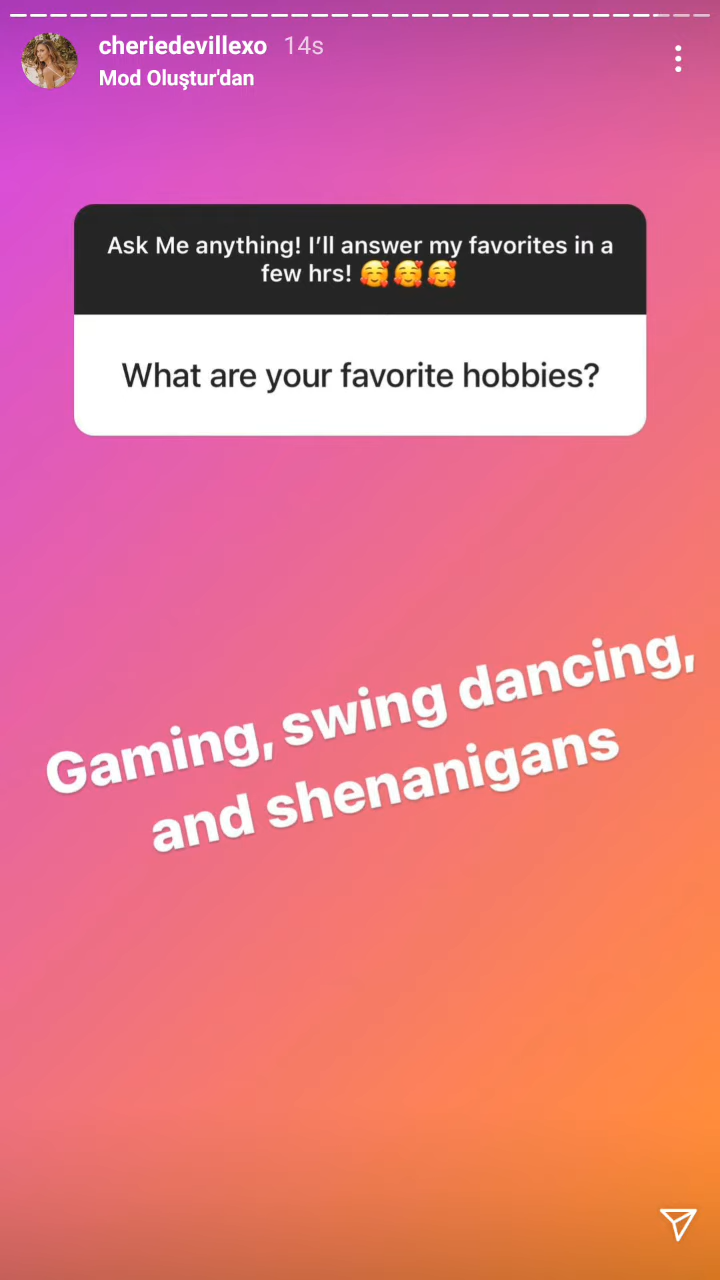 cheriedevillexo 14s
Mod Oluştur'dan
Ask Me anything! I'll answer my favorites in a
few hrs! 🥰🥰🥰
What are your favorite hobbies?
Gaming, swing dancing,
and shenanigans